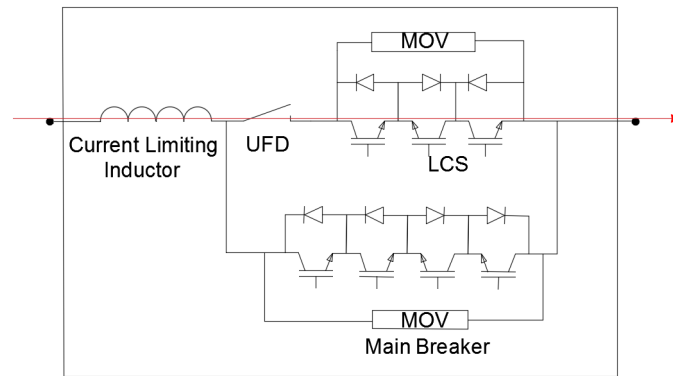 MOV
Current Limiting
Inductor
UFD
LCS
MOV
Main Breaker